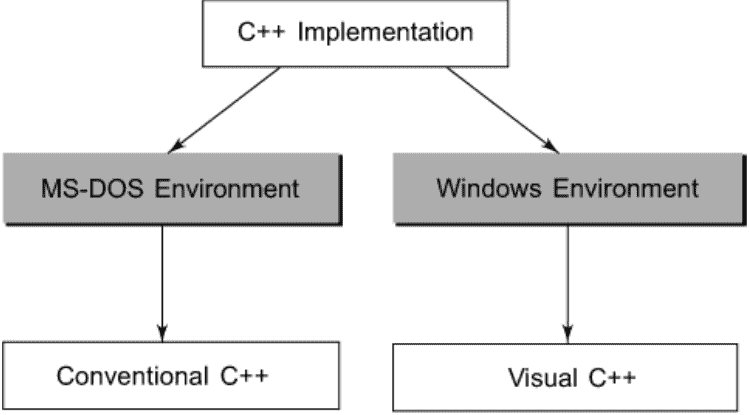 C++ Implementation
MS-DOS Environment
Windows Environment
Conventional C++
Visual C++